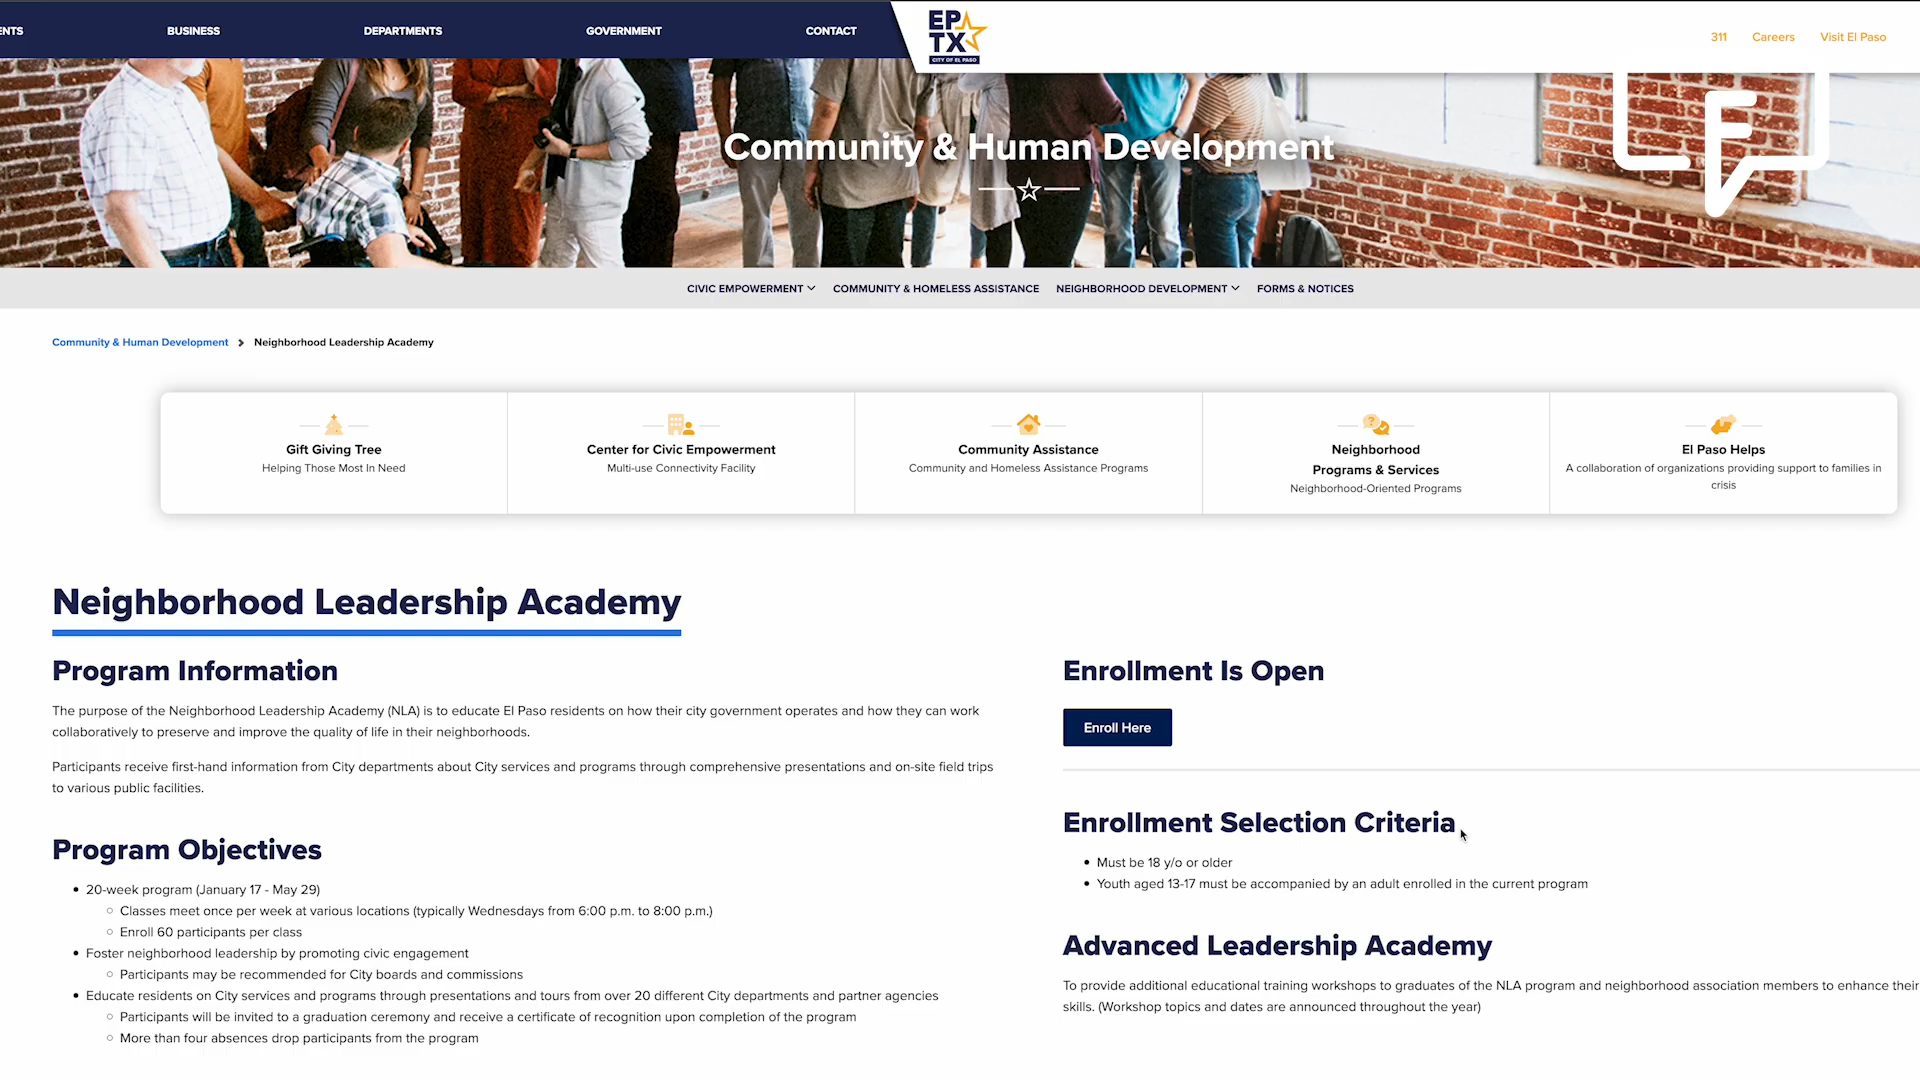 ENTS
BUSINESS
DEPARTMENTS
GOVERNMENT
CONTACT
EP
TX
CITY OF EL PASO
311
Careers
Visit El Paso
F
Community & Human Development
CIVIC EMPOWERMENT
COMMUNITY & HOMELESS ASSISTANCE
NEIGHBORHOOD DEVELOPMENT
FORMS & NOTICES
Community & Human Development
Neighborhood Leadership Academy
Gift Giving Tree
Helping Those Most In Need
Center for Civic Empowerment
Multi-use Connectivity Facility
Community Assistance
Community and Homeless Assistance Programs
Neighborhood
Programs & Services
Neighborhood-Oriented Programs
El Paso Helps
A collaboration of organizations providing support to families in
crisis
Neighborhood Leadership Academy
Program Information
The purpose of the Neighborhood Leadership Academy (NLA) is to educate El Paso residents on how their city government operates and how they can work
collaboratively to preserve and improve the quality of life in their neighborhoods.
Participants receive first-hand information from City departments about City services and programs through comprehensive presentations and on-site field trips
to various public facilities.
Program Objectives
20-week program (January 17 - May 29)
Classes meet once per week at various locations (typically Wednesdays from 6:00 p.m. to 8:00 p.m.)
Enroll 60 participants per class
Foster neighborhood leadership by promoting civic engagement
Participants may be recommended for City boards and commissions
Educate residents on City services and programs through presentations and tours from over 20 different City departments and partner agencies
Participants will be invited to a graduation ceremony and receive a certificate of recognition upon completion of the program
More than four absences drop participants from the program
Enrollment Is Open
Enroll Here
Enrollment Selection Criteria
Must be 18 y/o or older
Youth aged 13-17 must be accompanied by an adult enrolled in the current program
Advanced Leadership Academy
To provide additional educational training workshops to graduates of the NLA program and neighborhood association members to enhance their
skills. (Workshop topics and dates are announced throughout the year)